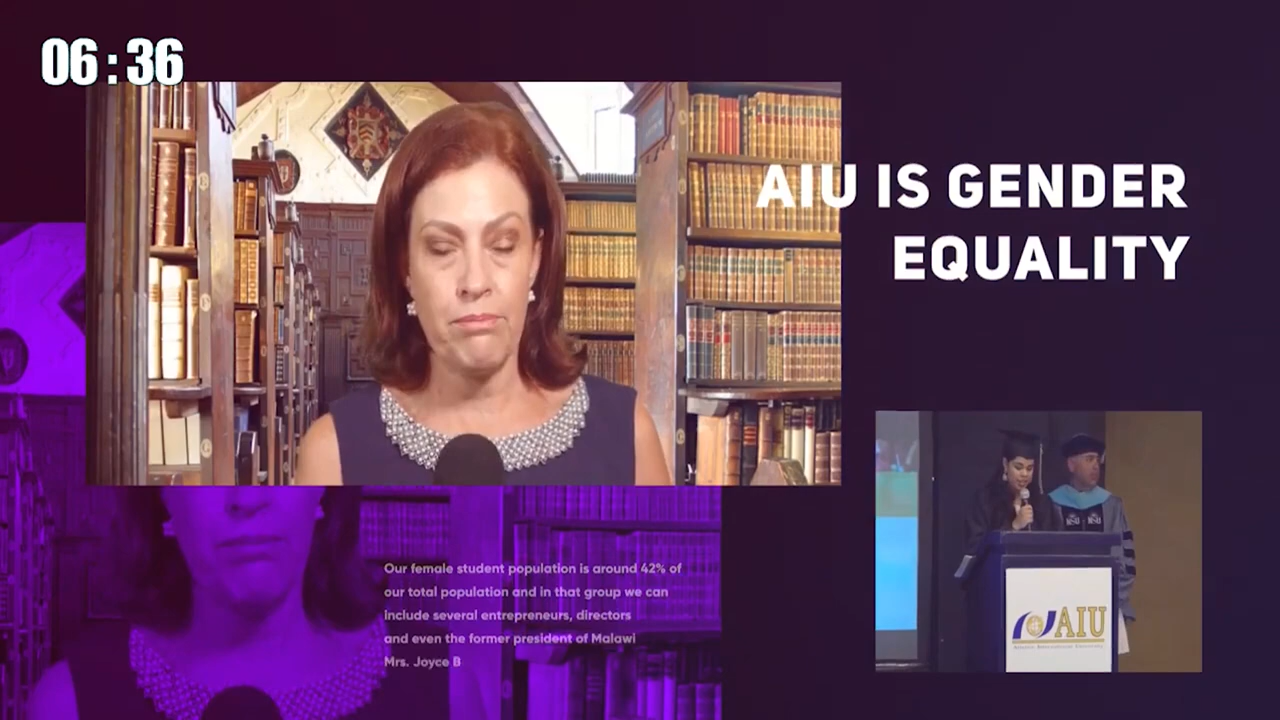 06:36
AIU IS GENDER
EQUALITY
Our female student population is around 42% of
our total population and in that group we can
include several entrepreneurs, directors
and even the former president of Malawi
Mrs. Joyce B
AIU